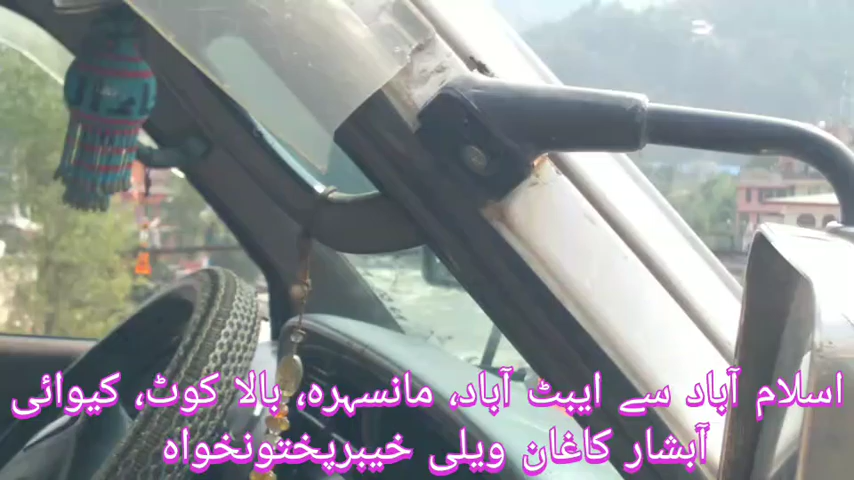 اسلام آباد سے ایبٹ آباد، مانسہرہ، بالا کوٹ، کیوائی
آبشار کاغان ویلی خیبرپختونخواہ